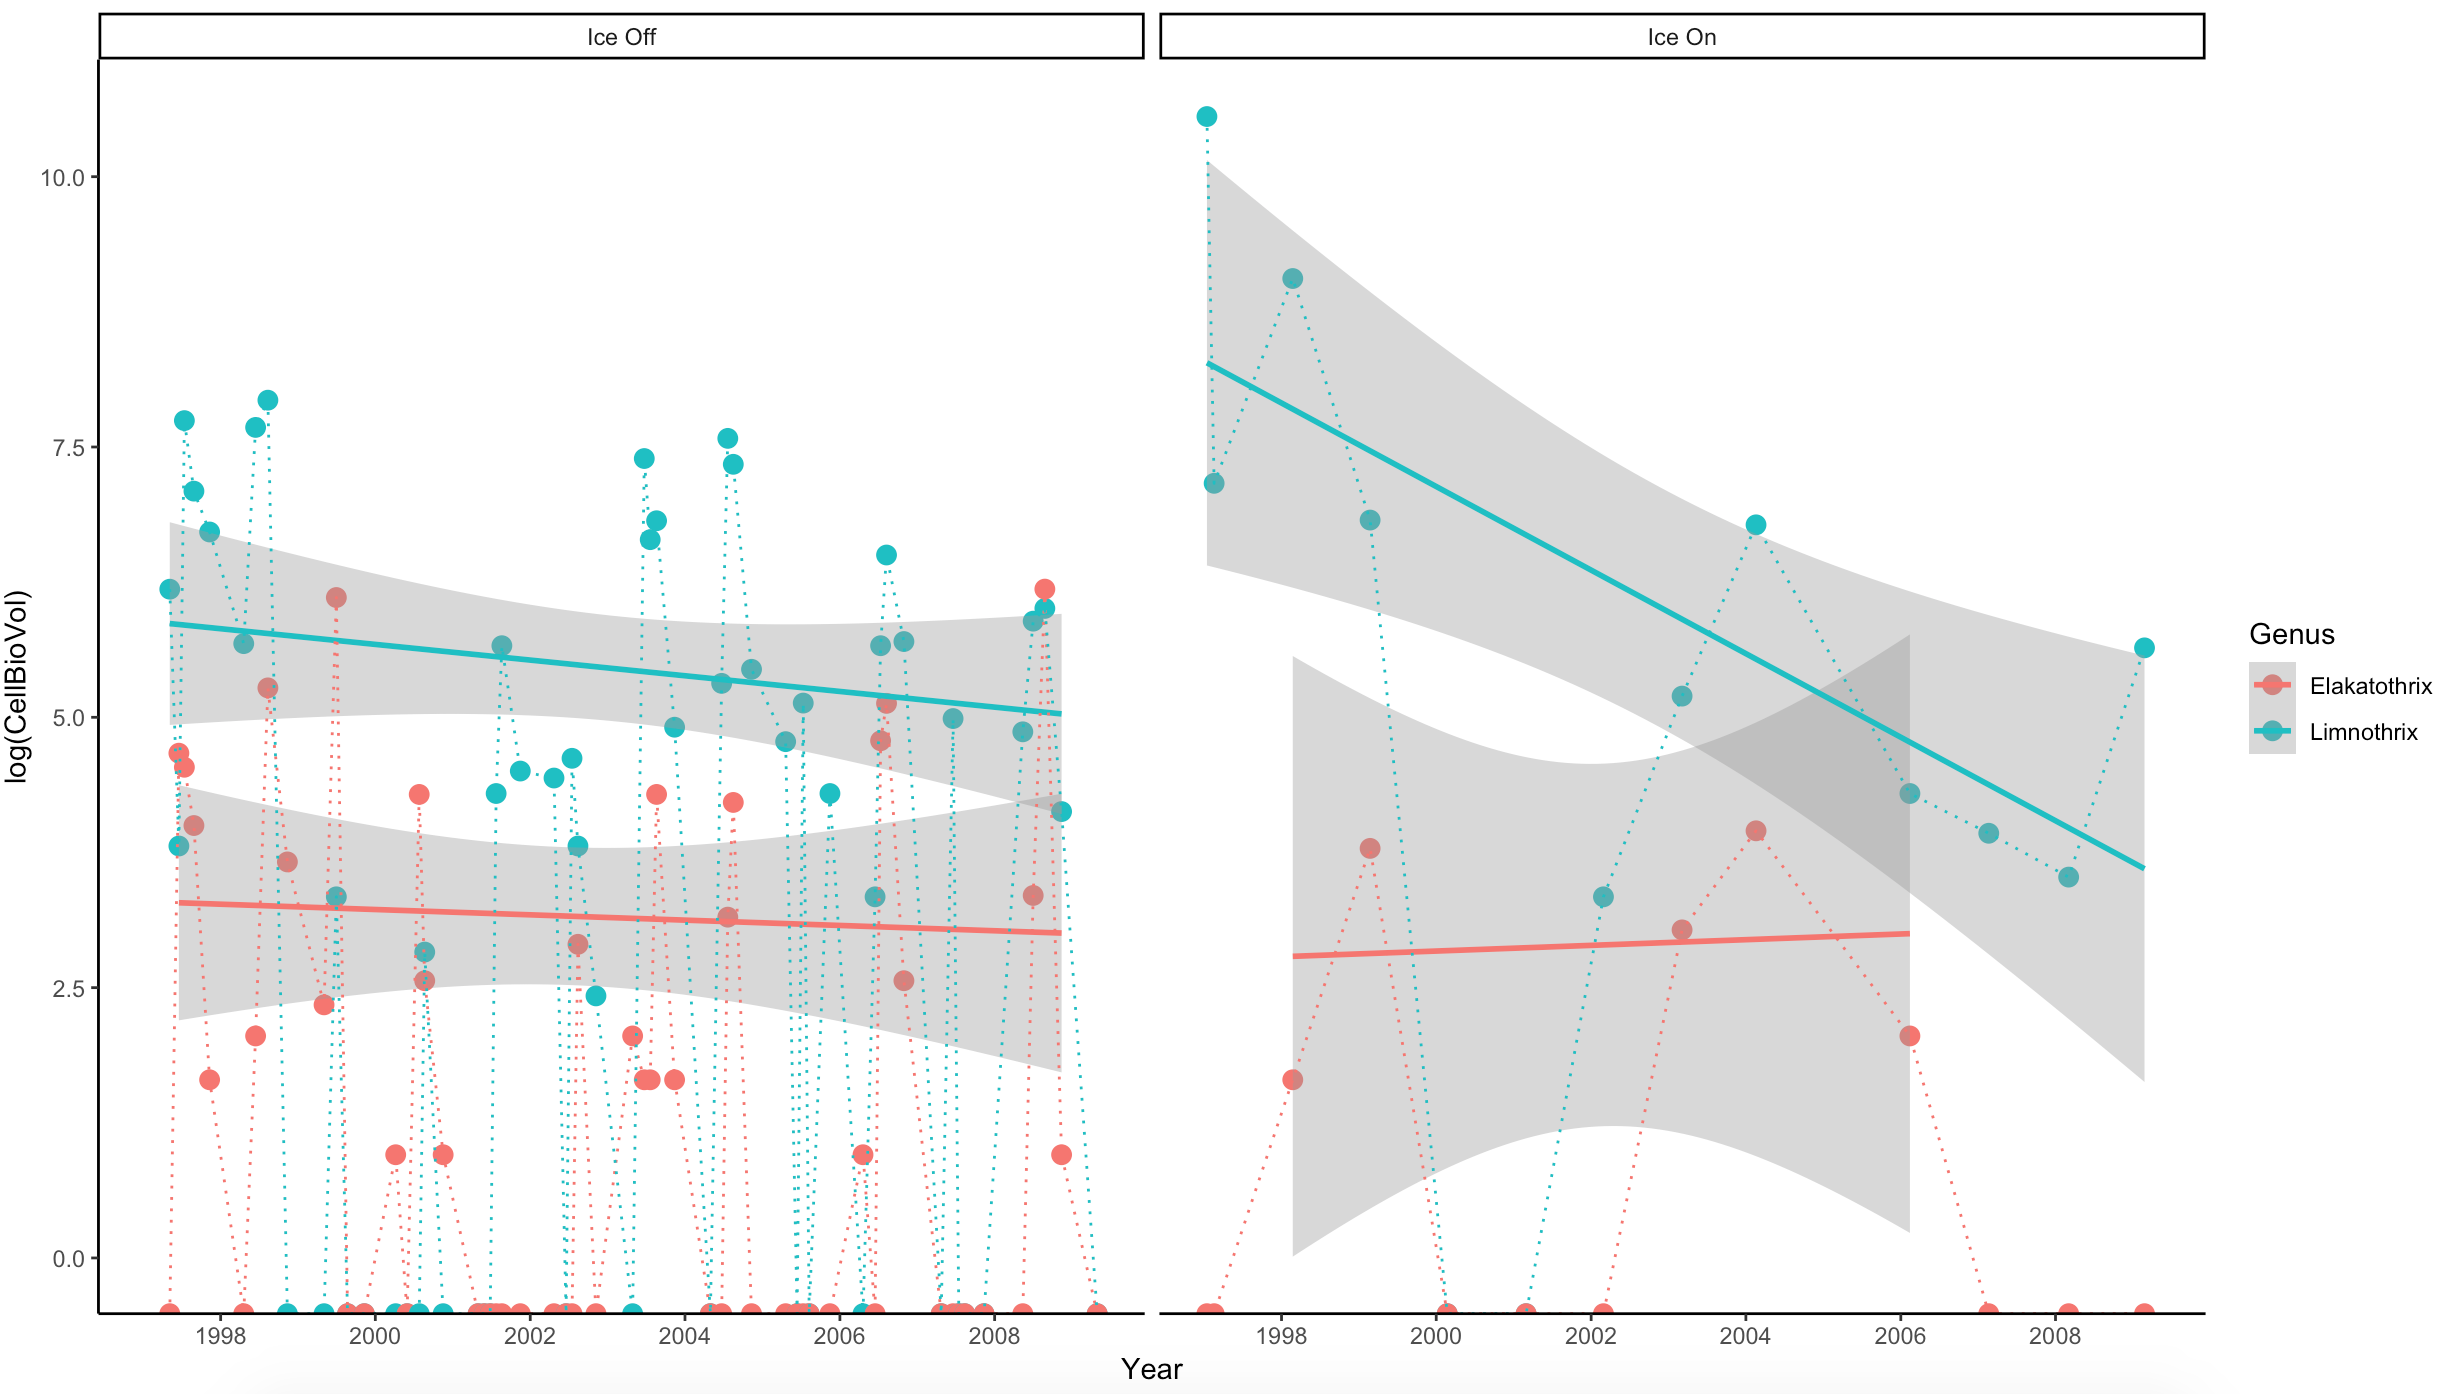 Ice Off
Ice On
log(CellBioVol)
10.0
7.5
5.0
2.5
0.0
1998 2000 2002 2004 2006 2008
1998 2000 2002 2004 2006 2008
Year
Genus
Elakatothrix
Limnothrix